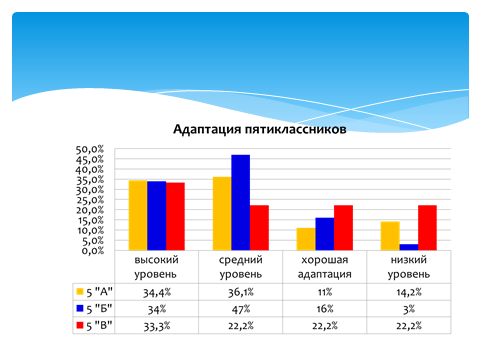 Адаптация пятиклассников
50,0%
45,0%
40,0%
35,0%
30,0%
25,0%
20,0%
15,0%
10,0%
5,0%
0,0%
высокий уровень
средний уровень
хорошая адаптация
низкий уровень
5 "А" 34,4% 36,1% 11% 14,2%
5 "Б" 34% 47% 16% 3%
5 "В" 33,3% 22,2% 22,2% 22,2%